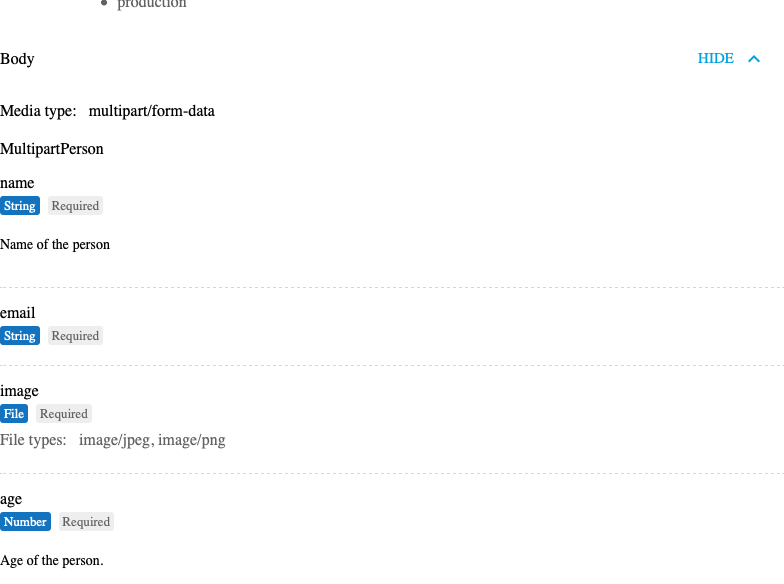 production
Body
HIDE
Media type: multipart/form-data
MultipartPerson
name
String Required
Name of the person
email
String Required
image
File Required
File types: image/jpeg, image/png
age
Number Required
Age of the person.